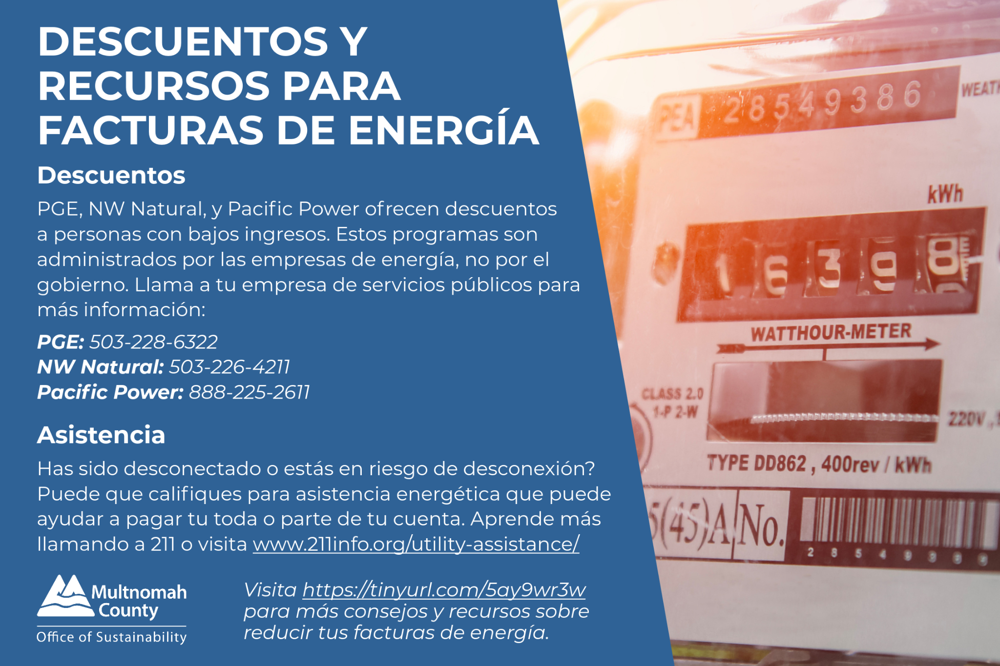 DESCUENTOS Y
RECURSOS PARA
FACTURAS DE ENERGÍA
Descuentos
PGE, NW Natural, y Pacific Power ofrecen descuentos
a personas con bajos ingresos. Estos programas son
administrados por las empresas de energía, no por el
gobierno. Llama a tu empresa de servicios públicos para
más información:
PGE: 503-228-6322
NW Natural: 503-226-4211
Pacific Power: 888-225-2611
Asistencia
Has sido desconectado o estás en riesgo de desconexión?
Puede que califiques para asistencia energética que puede
ayudar a pagar tu toda o parte de tu cuenta. Aprende más
llamando a 211 o visita www.211info.org/utility-assistance/
Multnomah
County
Office of Sustainability
Visita https://tinyurl.com/5ay9wr3w
para más consejos y recursos sobre
reducir tus facturas de energía.
PEA 28549386
kWh
16398
WATTHOUR-METER
CLASS 2.0
1-P 2-W
220V
TYPE DD862 , 400rev / kWh
5(45)A No.